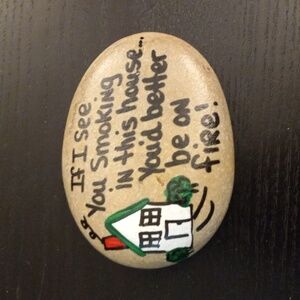 If I see
You Smoking
in this house...
You'd better
be on
fire!